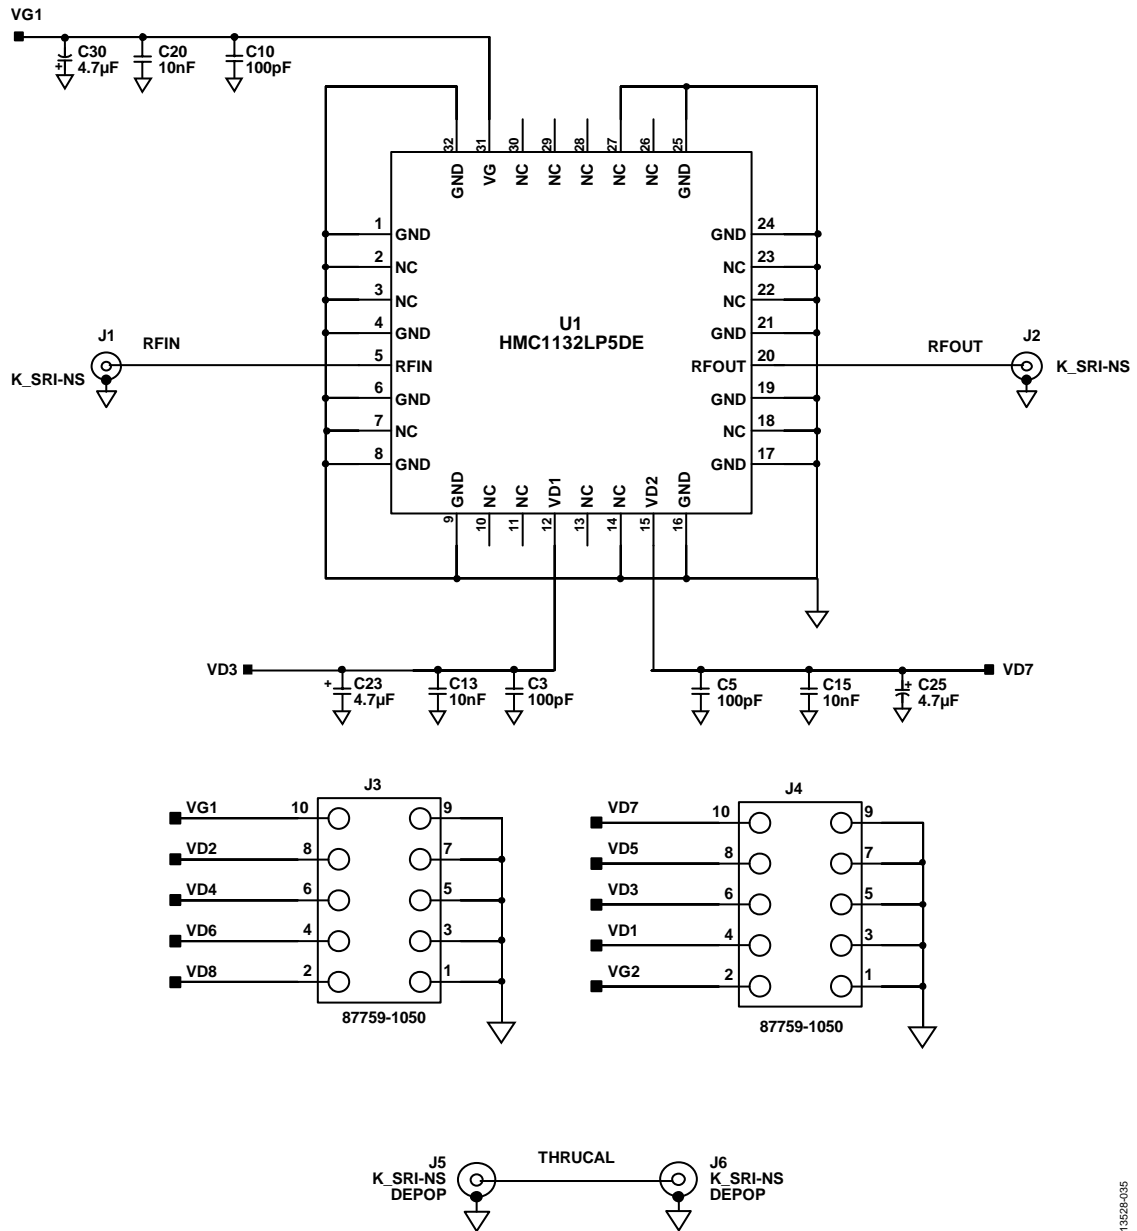 VG1
C30
4.7µF
+
C20
10nF
C10
100pF
32
31
30
29
28
27
26
25
GND
VG
NC
NC
NC
NC
NC
GND
1
GND
2
NC
3
NC
4
GND
5
RFIN
6
GND
7
NC
8
GND
U1
HMC1132LP5DE
24
GND
23
NC
22
NC
21
GND
20
RFOUT
19
GND
18
NC
17
GND
J1
RFIN
K_SRI-NS
RFOUT
J2
K_SRI-NS
GND
NC
NC
VD1
NC
NC
VD2
GND
9
10
11
12
13
14
15
16
VD3
+
C23
4.7µF
C13
10nF
C3
100pF
C5
100pF
C15
10nF
+
C25
4.7µF
VD7
J3
VG1 10 9
VD2 8 7
VD4 6 5
VD6 4 3
VD8 2 1
87759-1050
J4
VD7 10 9
VD5 8 7
VD3 6 5
VD1 4 3
VG2 2 1
87759-1050
J5
K_SRI-NS
DEPOP
THRUCAL
J6
K_SRI-NS
DEPOP
13528-035